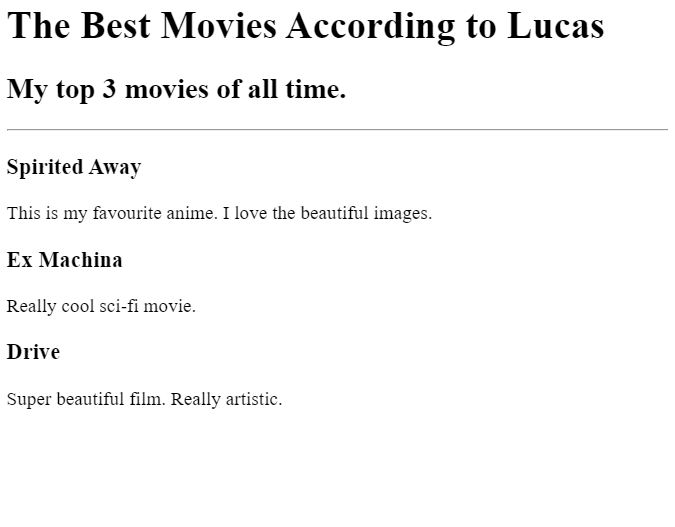 The Best Movies According to Lucas
My top 3 movies of all time.
Spirited Away
This is my favourite anime. I love the beautiful images.
Ex Machina
Really cool sci-fi movie.
Drive
Super beautiful film. Really artistic.